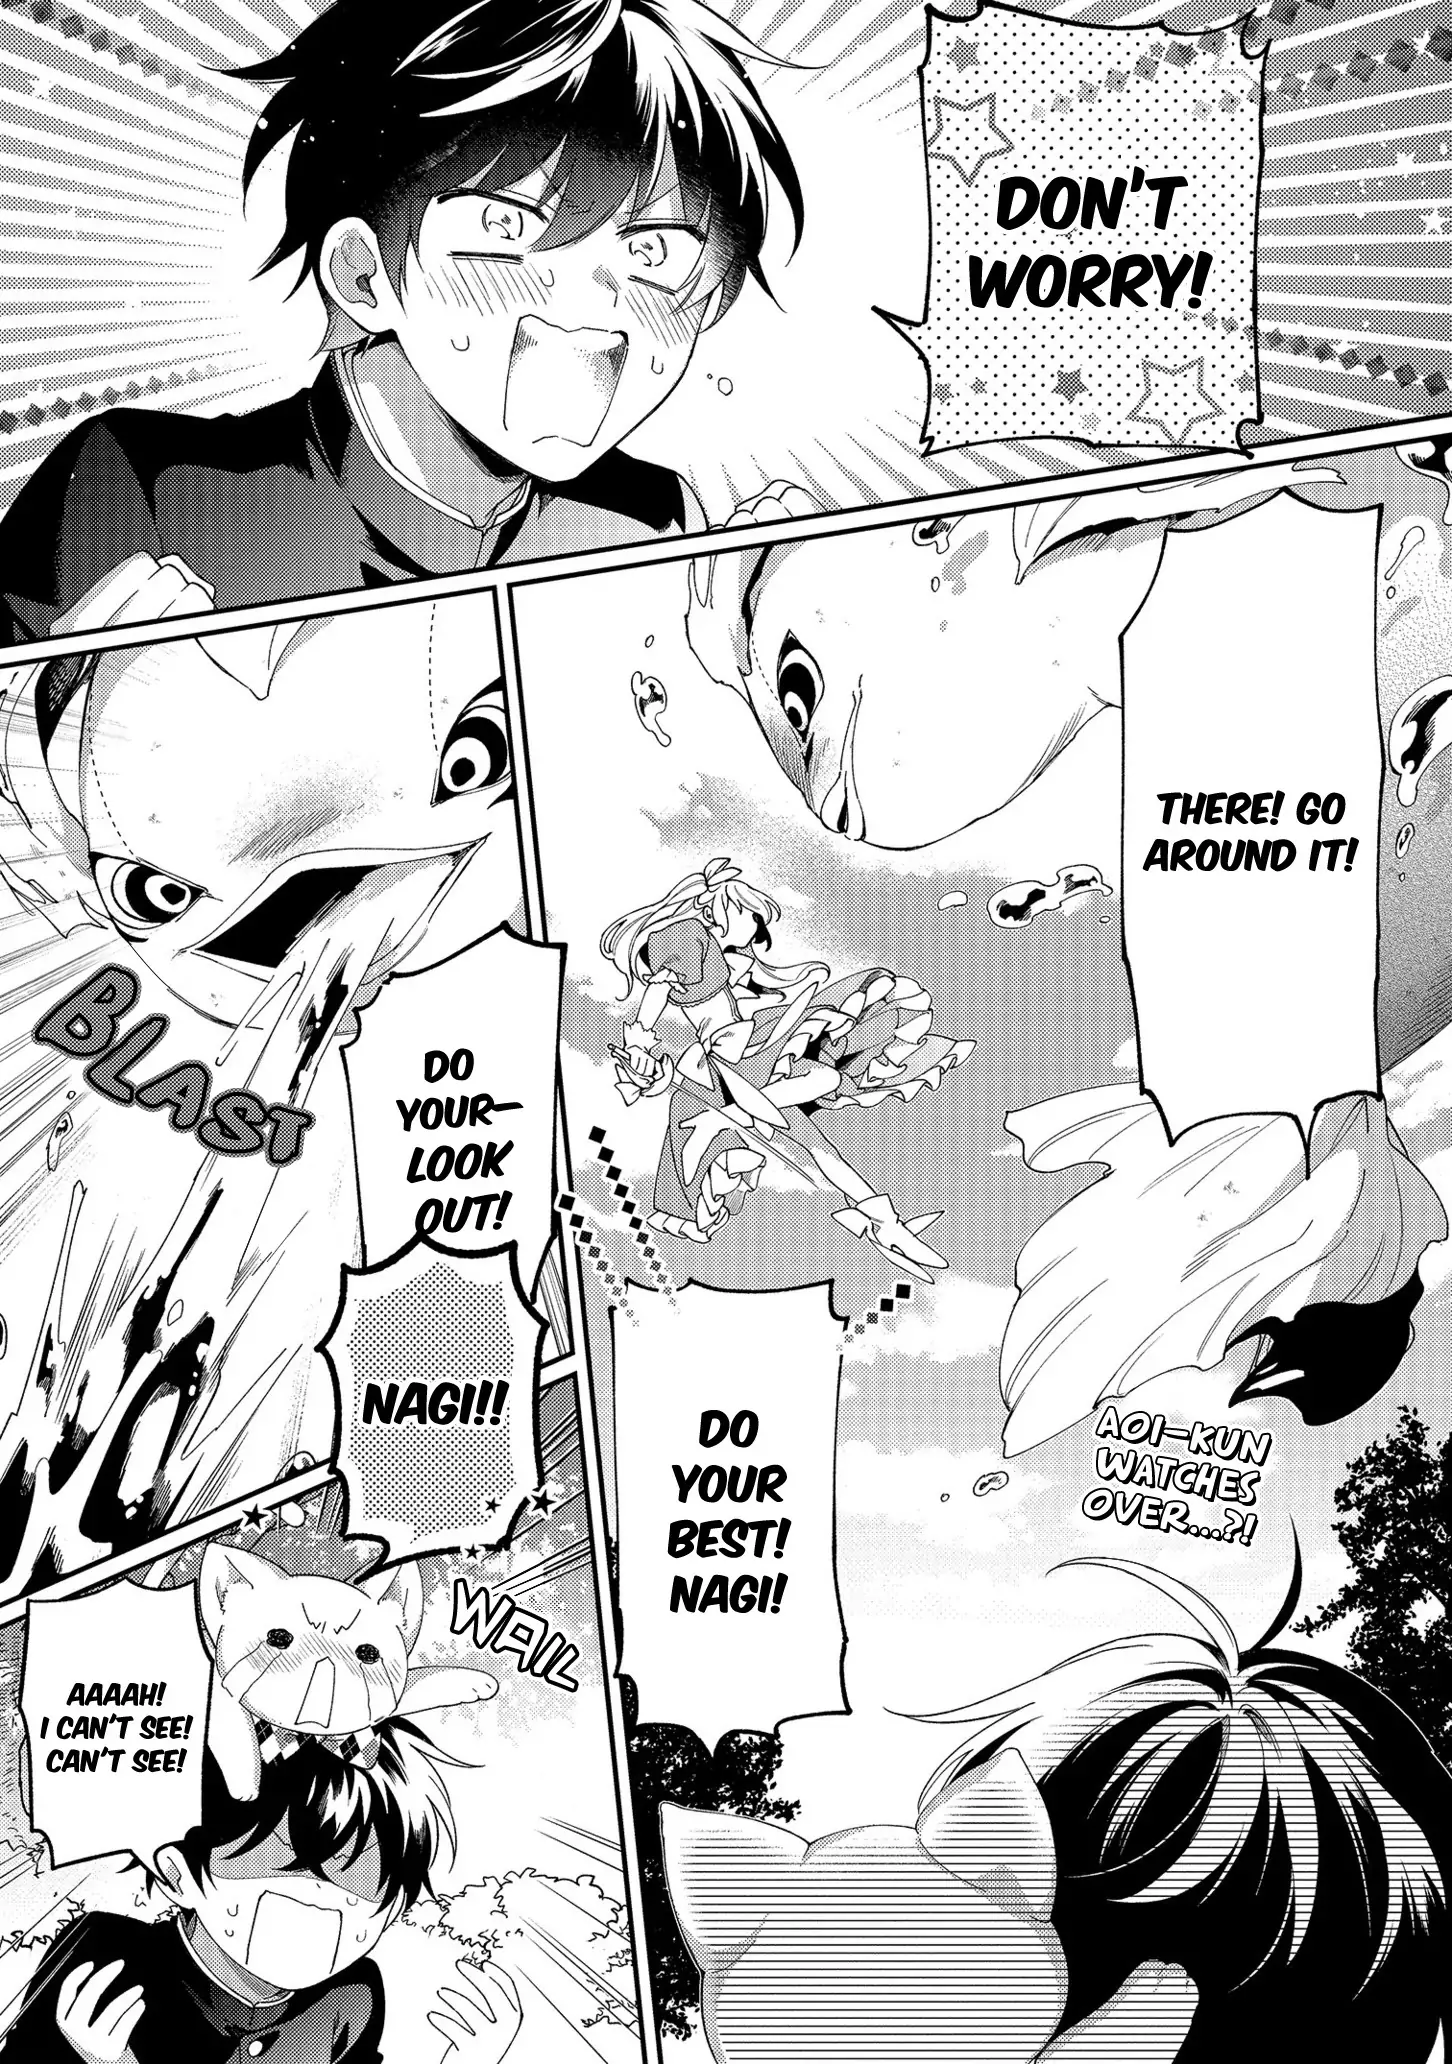 DON'T
WORRY!
THERE! GO
AROUND IT!
DO
YOUR
BEST!
NAGI!
AOI-KUN
WATCHES
OVER...?!
BLAST
DO
YOUR—
LOOK
OUT!
NAGI!!
WAIL
AAAAH!
I CAN'T SEE!
CAN'T SEE!